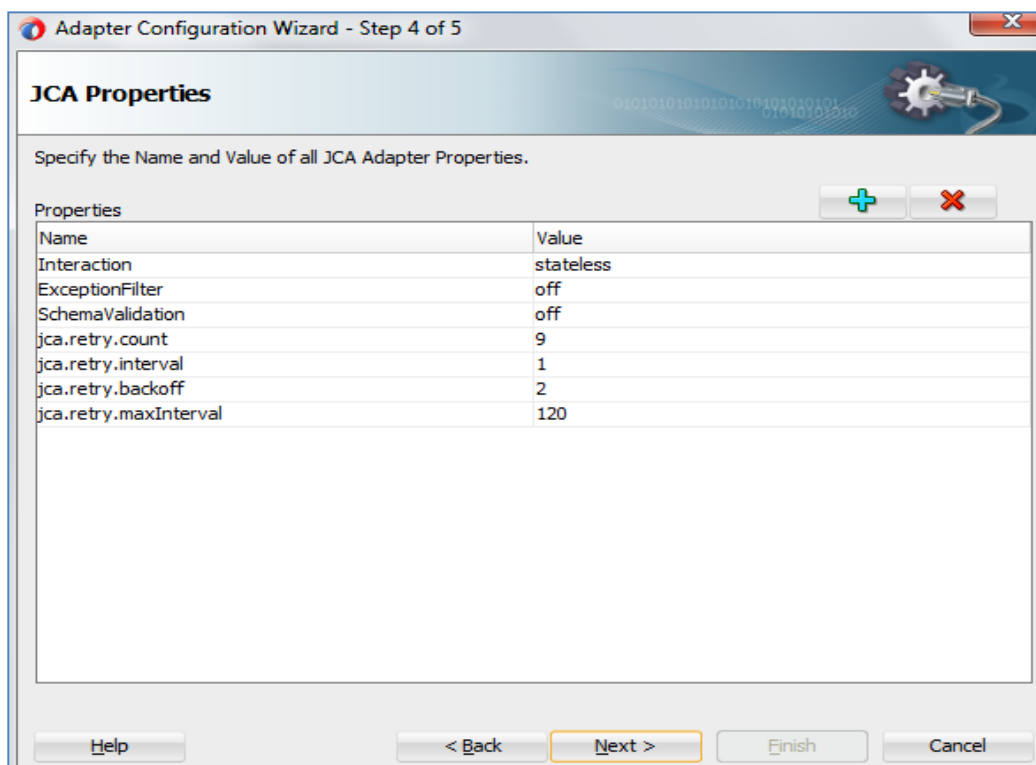 Adapter Configuration Wizard - Step 4 of 5
JCA Properties
0101010101010101010101010101
01010101010
Specify the Name and Value of all JCA Adapter Properties.
Properties
Name Value
Interaction stateless
ExceptionFilter off
SchemaValidation off
jca.retry.count 9
jca.retry.interval 1
jca.retry.backoff 2
jca.retry.maxInterval 120
Help < Back Next > Finish Cancel